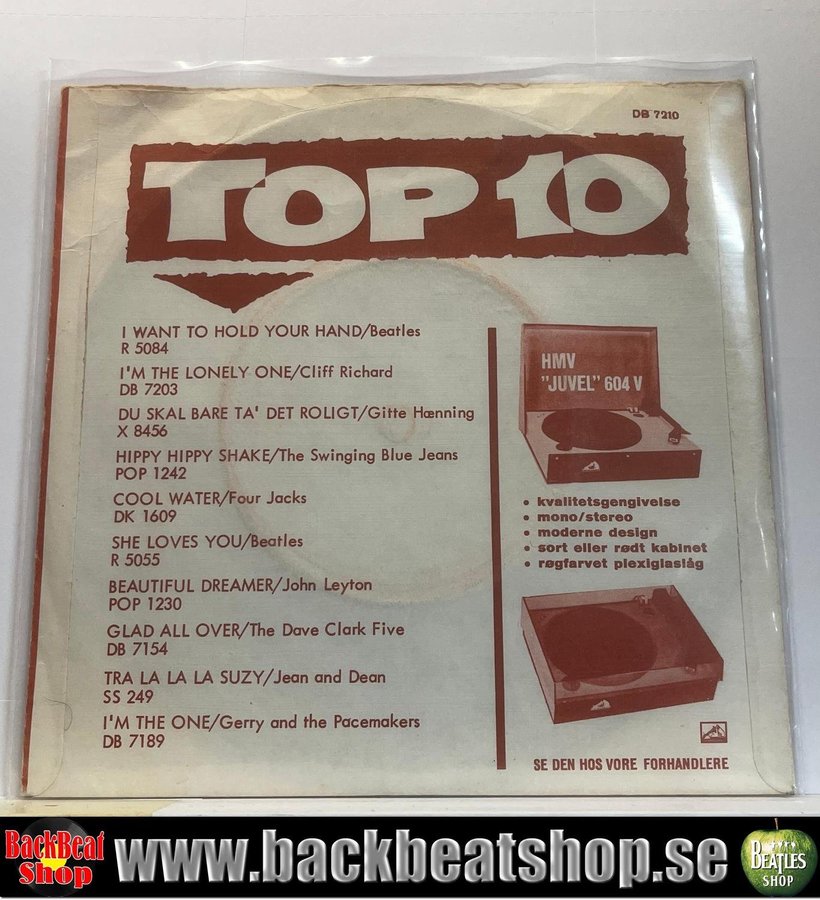 DB 7210
TOP 10
I WANT TO HOLD YOUR HAND/Beatles
R 5084
I'M THE LONELY ONE/Cliff Richard
DB 7203
DU SKAL BARE TA' DET ROLIGT/Gitte Hænning
X 8456
HIPPY HIPPY SHAKE/The Swinging Blue Jeans
POP 1242
COOL WATER/Four Jacks
DK 1609
SHE LOVES YOU/Beatles
R 5055
BEAUTIFUL DREAMER/John Leyton
POP 1230
GLAD ALL OVER/The Dave Clark Five
DB 7154
TRA LA LA LA SUZY/Jean and Dean
SS 249
I'M THE ONE/Gerry and the Pacemakers
DB 7189
HMV
"JUVEL" 604 V
• kvalitetsgengivelse
• mono/stereo
• moderne design
• sort eller rødt kabinet
• røgfarvet plexiglaslåg
SE DEN HOS VORE FORHANDLERE
BackBeat
Shop
www.backbeatshop.se
BEATLES
SHOP